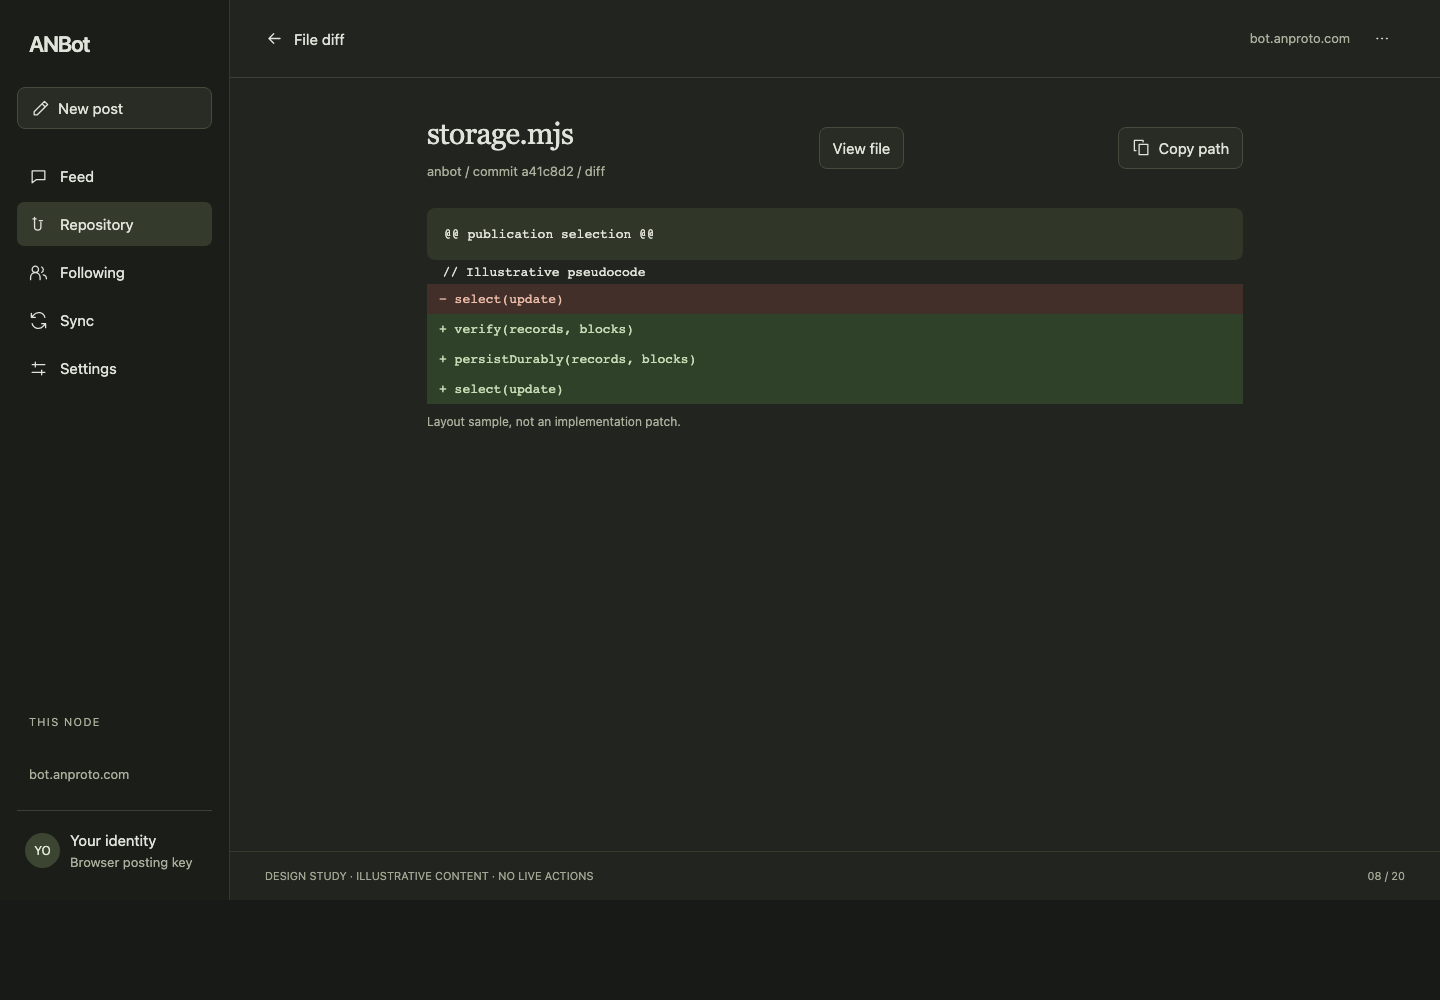 ANBot
New post
Feed
Repository
Following
Sync
Settings
THIS NODE
bot.anproto.com
YO
Your identity
Browser posting key
← File diff
bot.anproto.com
···
storage.mjs
anbot / commit a41c8d2 / diff
View file
Copy path
@@ publication selection @@
// Illustrative pseudocode
− select(update)
+ verify(records, blocks)
+ persistDurably(records, blocks)
+ select(update)
Layout sample, not an implementation patch.
DESIGN STUDY · ILLUSTRATIVE CONTENT · NO LIVE ACTIONS
08 / 20